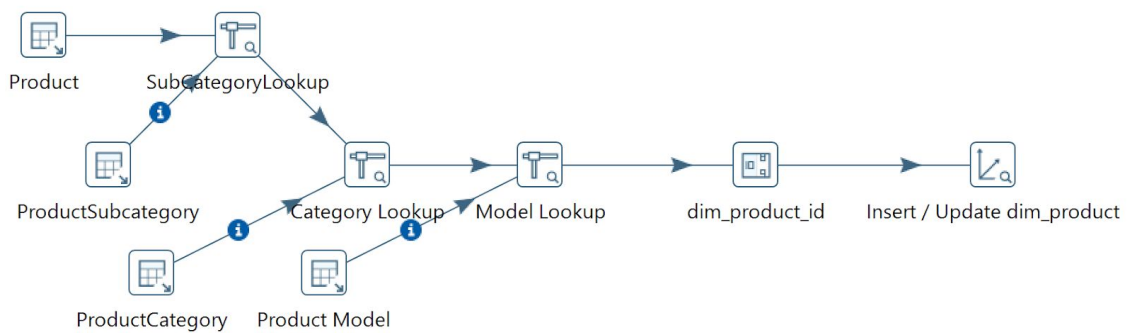 Product
SubCategoryLookup
i
ProductSubcategory
Category Lookup
Model Lookup
dim_product_id
Insert / Update dim_product
i
i
ProductCategory
Product Model